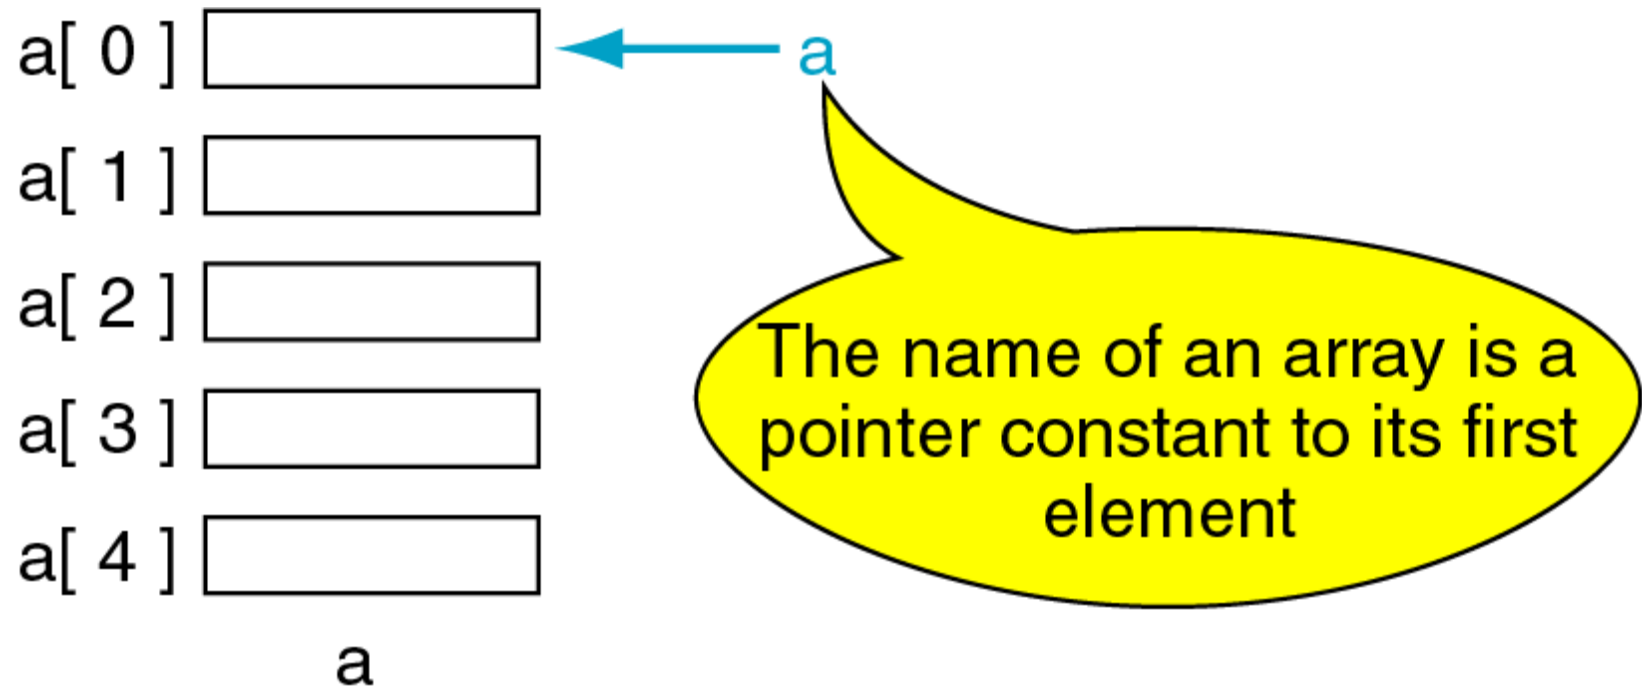 a[ 0 ] a
a[ 1 ]
a[ 2 ]
The name of an array is a
pointer constant to its first
element
a[ 3 ]
a[ 4 ]
a